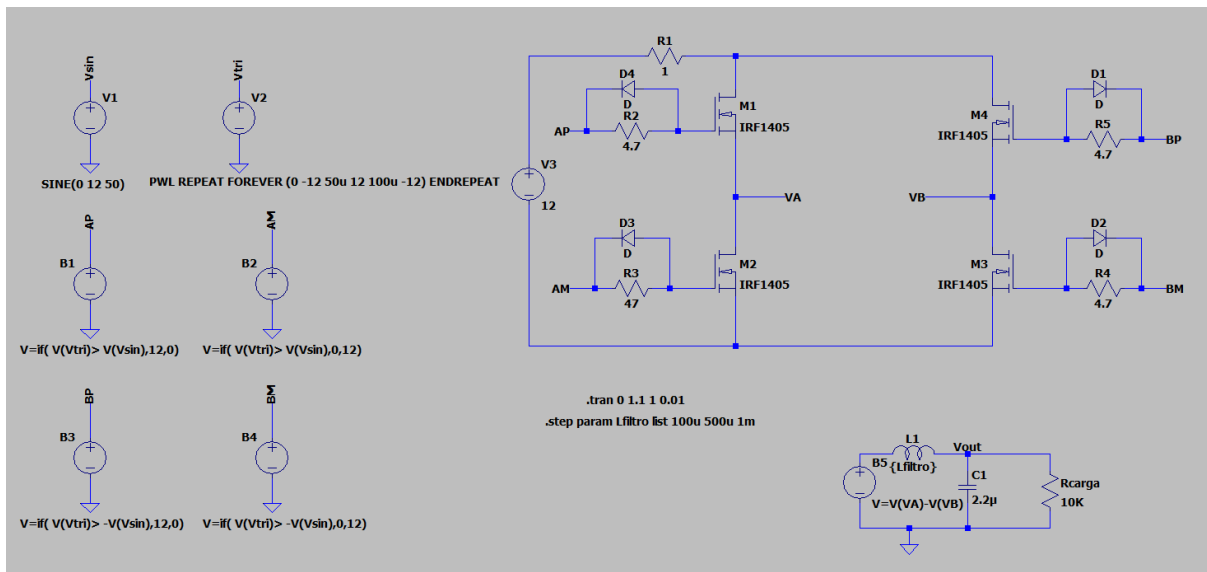 Vsin
V1
SINE(0 12 50)
Vtri
V2
PWL REPEAT FOREVER (0 -12 50u 12 100u -12) ENDREPEAT
AP
B1
V=if( V(Vtri)> V(Vsin),12,0)
AM
B2
V=if( V(Vtri)> V(Vsin),0,12)
BP
B3
V=if( V(Vtri)> -V(Vsin),12,0)
BM
B4
V=if( V(Vtri)> -V(Vsin),0,12)
R1
1
V3
12
D4
D
R2
4.7
AP
M1
IRF1405
D1
D
R5
4.7
BP
M4
IRF1405
VA
VB
D3
D
R3
47
AM
M2
IRF1405
D2
D
R4
4.7
BM
M3
IRF1405
.tran 0 1.1 1 0.01
.step param Lfiltro list 100u 500u 1m
B5
V=V(VA)-V(VB)
L1
{Lfiltro}
Vout
C1
2.2µ
Rcarga
10K